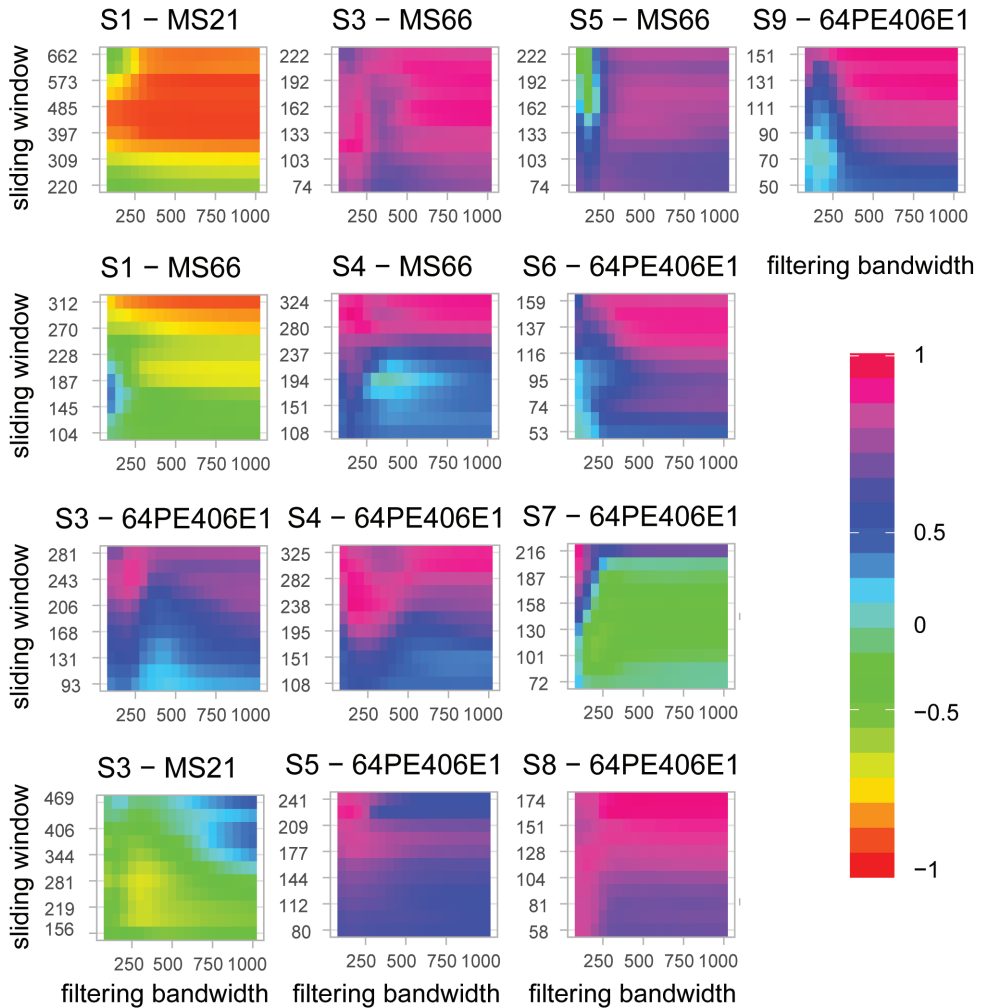 S1 − MS21 S3 − MS66 S5 − MS66 S9 − 64PE406E1
sliding window
662 573 485 397 309 220
222 192 162 133 103 74
222 192 162 133 103 74
151 131 111 90 70 50
250 500 750 1000 250 500 750 1000 250 500 750 1000 250 500 750 1000
S1 − MS66 S4 − MS66 S6 − 64PE406E1 filtering bandwidth
sliding window
312 270 228 187 145 104
324 280 237 194 151 108
159 137 116 95 74 53
250 500 750 1000 250 500 750 1000 250 500 750 1000
S3 − 64PE406E1 S4 − 64PE406E1 S7 − 64PE406E1
sliding window
281 243 206 168 131 93
325 282 238 195 151 108
216 187 158 130 101 72
250 500 750 1000 250 500 750 1000 250 500 750 1000
S3 − MS21 S5 − 64PE406E1 S8 − 64PE406E1
sliding window
469 406 344 281 219 156
241 209 177 144 112 80
174 151 128 104 81 58
250 500 750 1000 250 500 750 1000 250 500 750 1000
filtering bandwidth filtering bandwidth filtering bandwidth
1
0.5
0
−0.5
−1